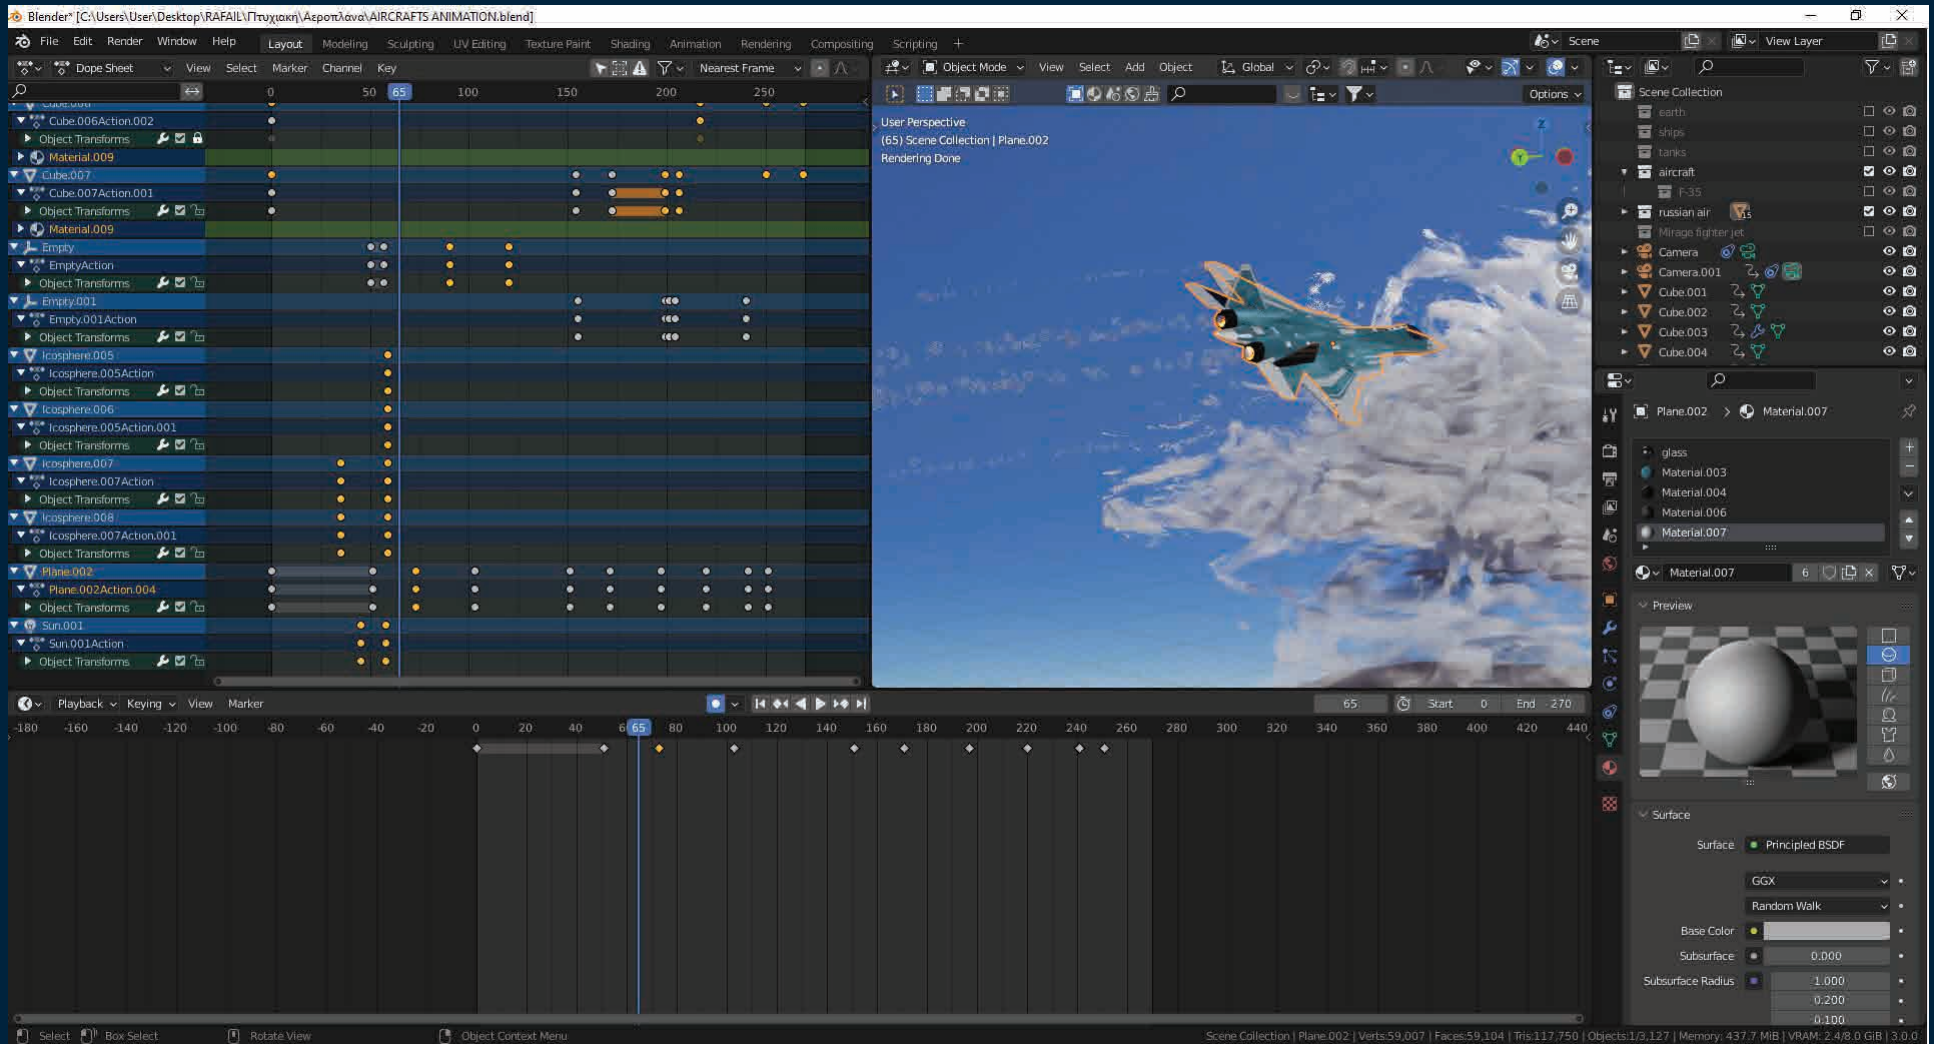 Blender* [C:\Users\User\Desktop\RAFAIL\Πτυχιακή\Αεροπλάνα\AIRCRAFTS ANIMATION.blend]
File Edit Render Window Help Layout Modeling Sculpting UV Editing Texture Paint Shading Animation Rendering Compositing Scripting + Scene View Layer
Dope Sheet View Select Marker Channel Key Nearest Frame
0 50 65 100 150 200 250
Cube.006
Cube.006Action.002
Object Transforms
Material.009
Cube.007
Cube.007Action.001
Object Transforms
Material.009
Empty
EmptyAction
Object Transforms
Empty.001
Empty.001Action
Object Transforms
Icosphere.005
Icosphere.005Action
Object Transforms
Icosphere.006
Icosphere.005Action.001
Object Transforms
Icosphere.007
Icosphere.007Action
Object Transforms
Icosphere.008
Icosphere.007Action.001
Object Transforms
Plane.002
Plane.002Action.004
Object Transforms
Sun.001
Sun.001Action
Object Transforms
Object Mode View Select Add Object Global
Options
User Perspective
(65) Scene Collection | Plane.002
Rendering Done
Z
Y
Scene Collection
earth
ships
tanks
aircraft
F-35
russian air 15
Mirage fighter jet
Camera
Camera.001
Cube.001
Cube.002
Cube.003
Cube.004
Plane.002 > Material.007
glass
Material.003
Material.004
Material.006
Material.007
Material.007 6
Preview
Surface
Surface Principled BSDF
GGX
Random Walk
Base Color
Subsurface 0.000
Subsurface Radius 1.000
0.200
0.100
Playback Keying View Marker 65 Start 0 End 270
-180 -160 -140 -120 -100 -80 -60 -40 -20 0 20 40 6 65 80 100 120 140 160 180 200 220 240 260 280 300 320 340 360 380 400 420 440
Select Box Select Rotate View Object Context Menu Scene Collection | Plane.002 | Verts:59,007 | Faces:59,104 | Tris:117,750 | Objects:1/3,127 | Memory: 437.7 MiB | VRAM: 2.4/8.0 GiB | 3.0.0